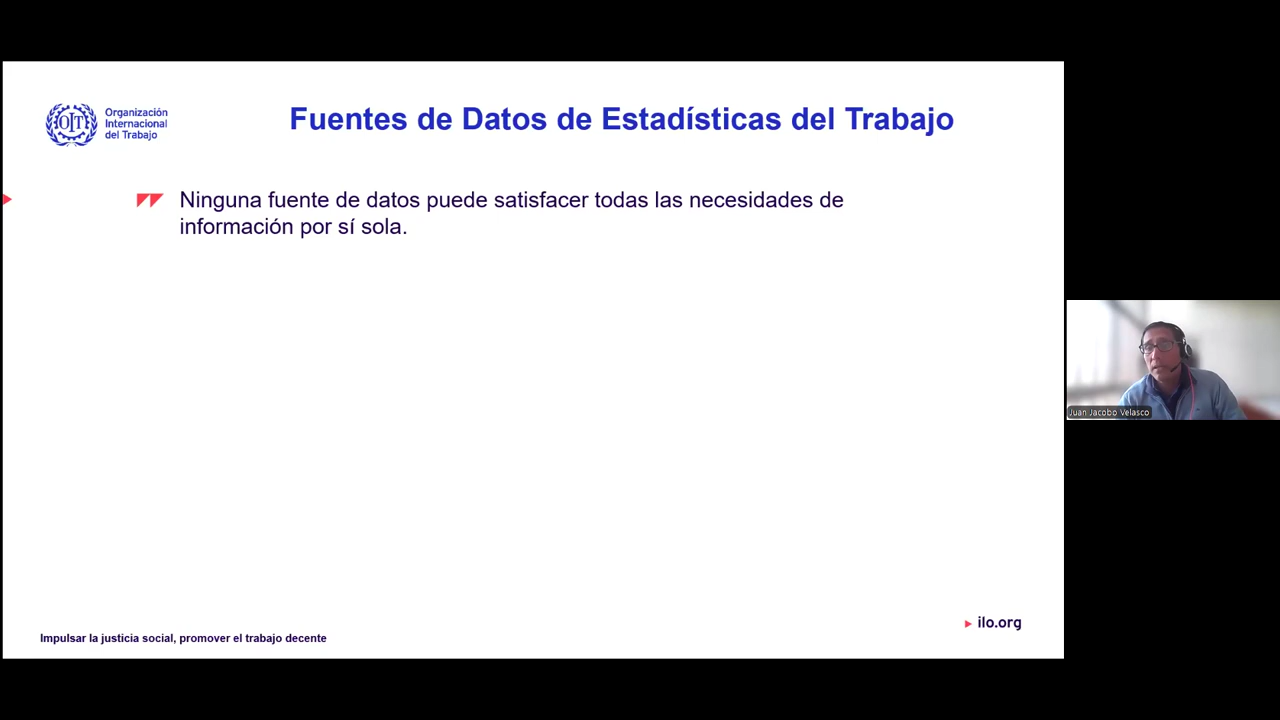 OIT
Organización
Internacional
del Trabajo
Fuentes de Datos de Estadísticas del Trabajo
Ninguna fuente de datos puede satisfacer todas las necesidades de
información por sí sola.
Juan Jacobo Velasco
ilo.org
Impulsar la justicia social, promover el trabajo decente